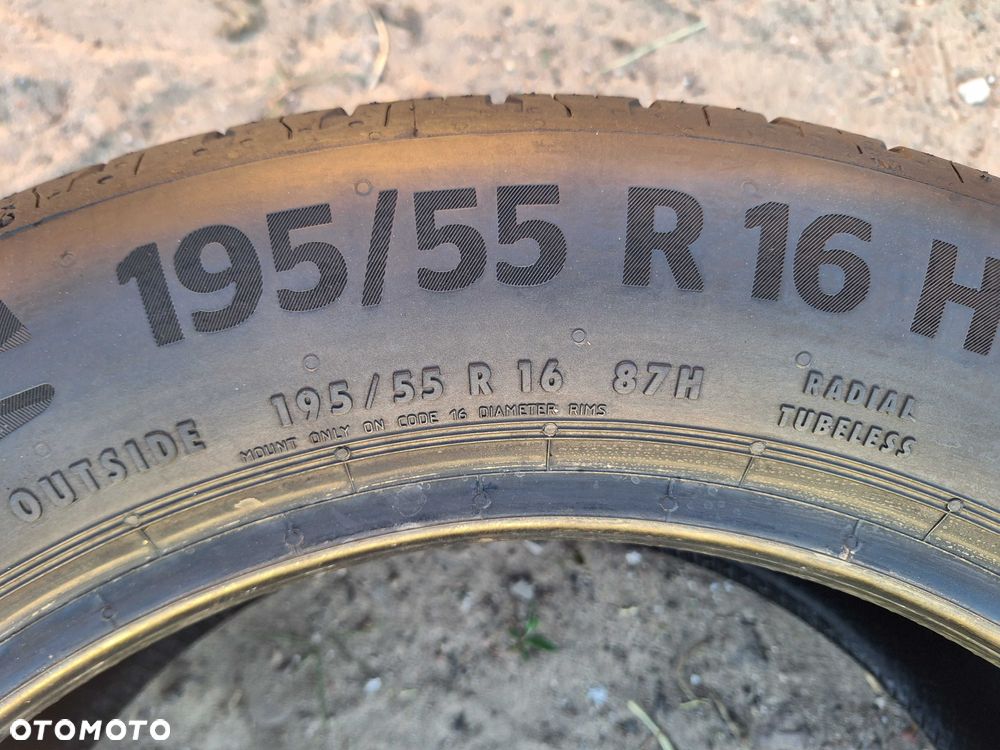 195/55 R 16 H
195/55 R 16 87H
MOUNT ONLY ON CODE 16 DIAMETER RIMS
OUTSIDE
RADIAL
TUBELESS
OTOMOTO